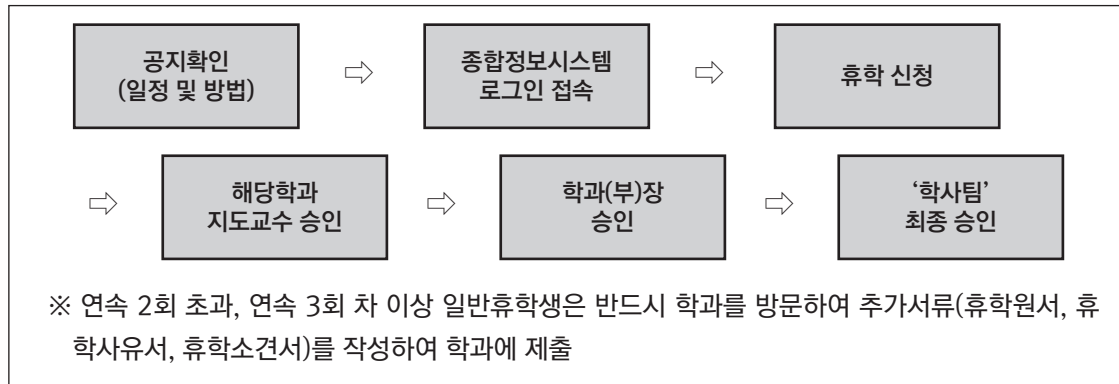 공지확인
(일정 및 방법)
⇨
종합정보시스템
로그인 접속
⇨
휴학 신청
⇨
해당학과
지도교수 승인
⇨
학과(부)장
승인
⇨
‘학사팀’
최종 승인
※ 연속 2회 초과, 연속 3회 차 이상 일반휴학생은 반드시 학과를 방문하여 추가서류(휴학원서, 휴
학사유서, 휴학소견서)를 작성하여 학과에 제출